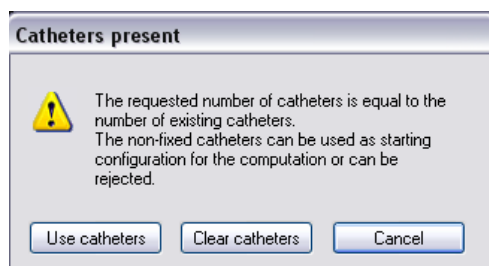 Catheters present
The requested number of catheters is equal to the
number of existing catheters.
The non-fixed catheters can be used as starting
configuration for the computation or can be
rejected.
Use catheters Clear catheters Cancel